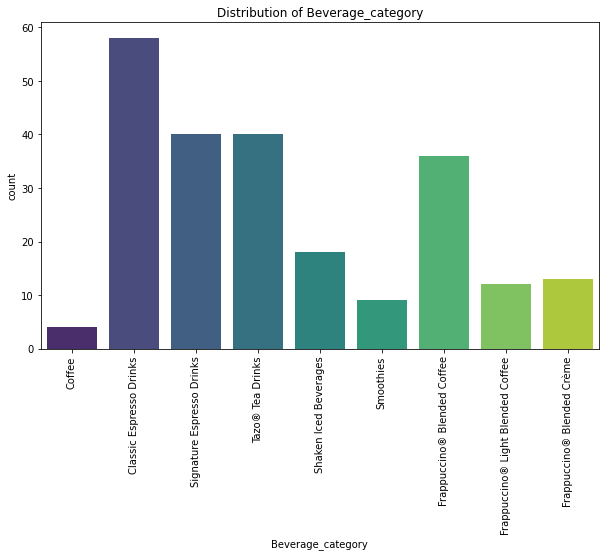 Distribution of Beverage_category
60
50
40
30
20
10
0
count
Coffee
Classic Espresso Drinks
Signature Espresso Drinks
Tazo® Tea Drinks
Shaken Iced Beverages
Smoothies
Frappuccino® Blended Coffee
Frappuccino® Light Blended Coffee
Frappuccino® Blended Crème
Beverage_category